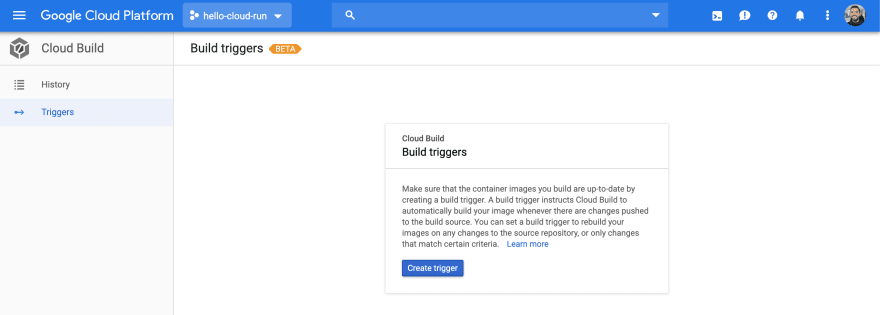 Google Cloud Platform
hello-cloud-run
Cloud Build
Build triggers BETA
History
Triggers
Cloud Build
Build triggers
Make sure that the container images you build are up-to-date by
creating a build trigger. A build trigger instructs Cloud Build to
automatically build your image whenever there are changes pushed
to the build source. You can set a build trigger to rebuild your
images on any changes to the source repository, or only changes
that match certain criteria. Learn more
Create trigger